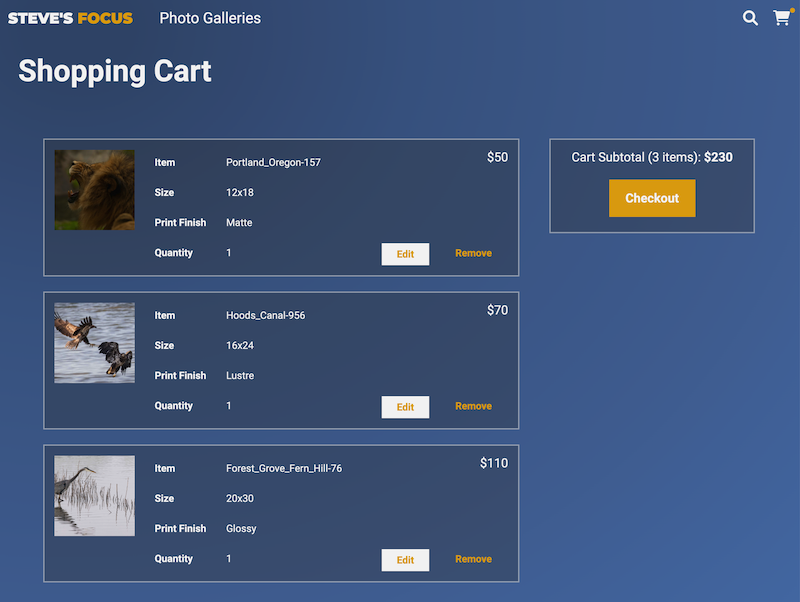 STEVE'S FOCUS Photo Galleries
Shopping Cart
Item Portland_Oregon-157 $50
Size 12x18
Print Finish Matte
Quantity 1 Edit Remove
Cart Subtotal (3 items): $230
Checkout
Item Hoods_Canal-956 $70
Size 16x24
Print Finish Lustre
Quantity 1 Edit Remove
Item Forest_Grove_Fern_Hill-76 $110
Size 20x30
Print Finish Glossy
Quantity 1 Edit Remove